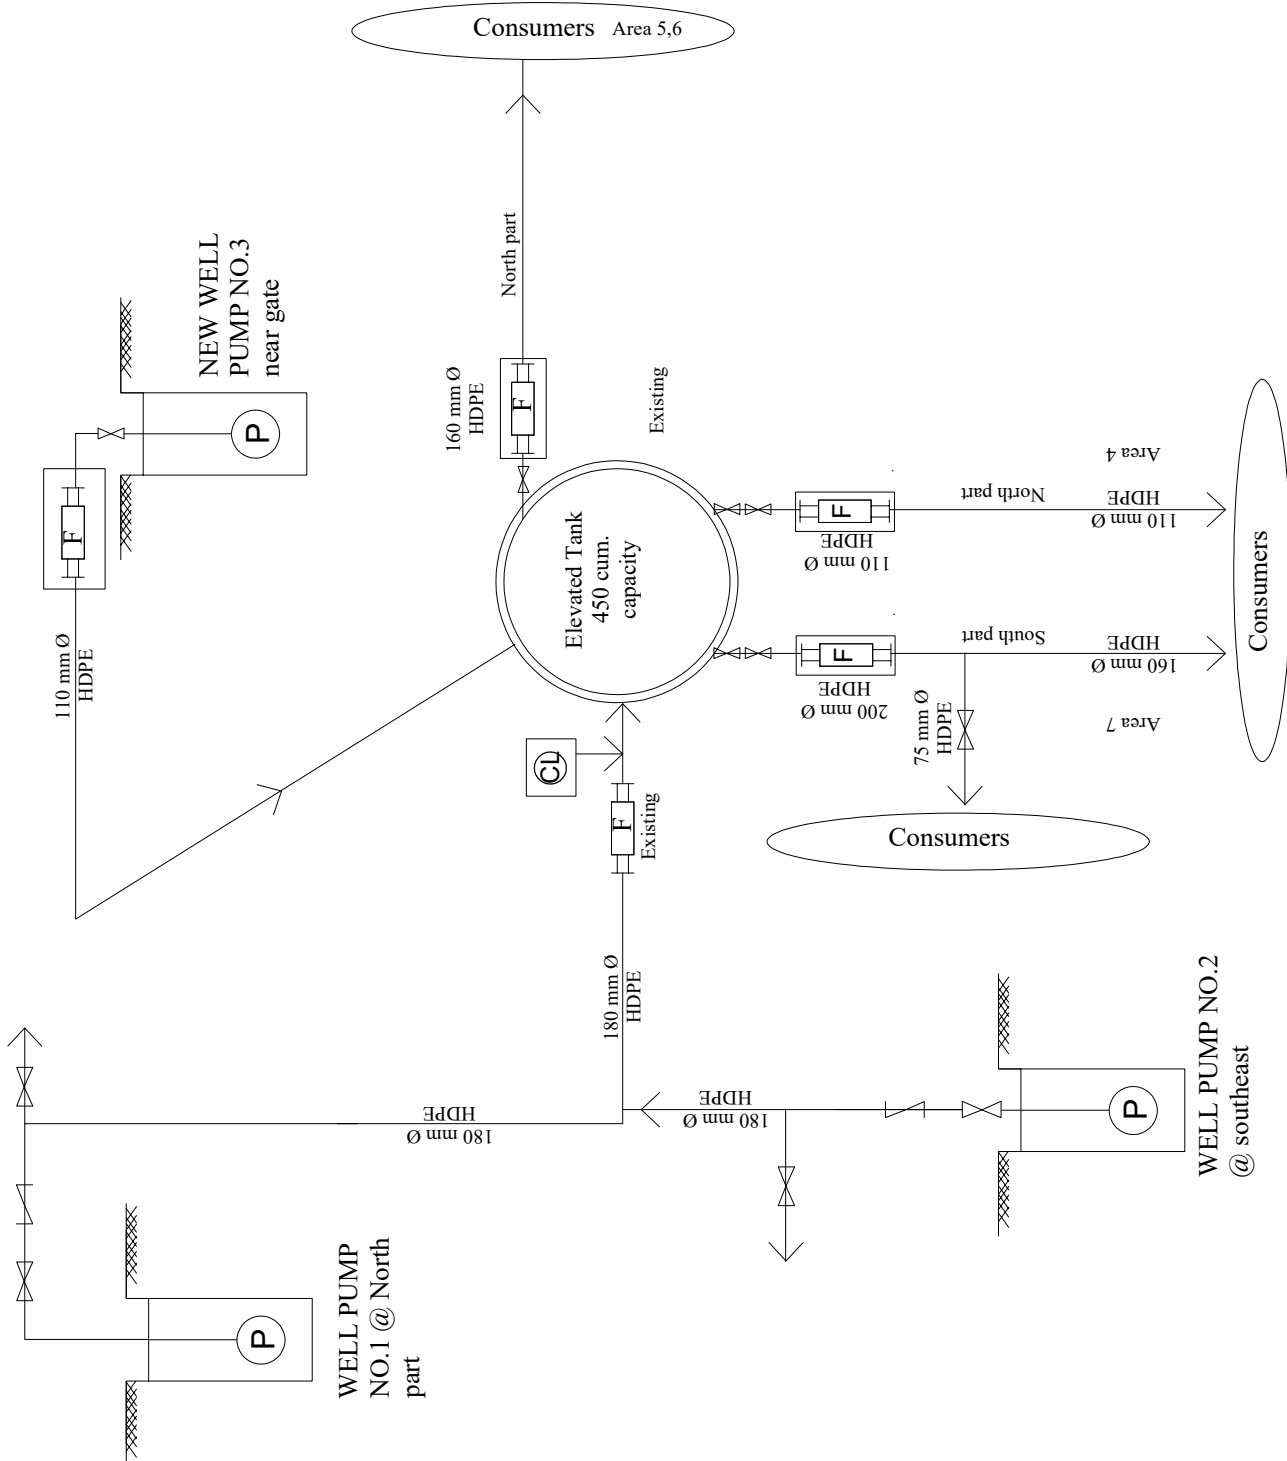 Consumers Area 5,6
North part
NEW WELL
PUMP NO.3
near gate
P
F
110 mm Ø
HDPE
160 mm Ø
HDPE
F
Existing
Elevated Tank
450 cum.
capacity
F
110 mm Ø
HDPE
North part
110 mm Ø
HDPE
Area 4
F
200 mm Ø
HDPE
South part
160 mm Ø
HDPE
Area 7
Consumers
75 mm Ø
HDPE
Consumers
CL
F
Existing
180 mm Ø
HDPE
180 mm Ø
HDPE
180 mm Ø
HDPE
P
WELL PUMP
NO.1 @ North
part
P
WELL PUMP NO.2
@ southeast